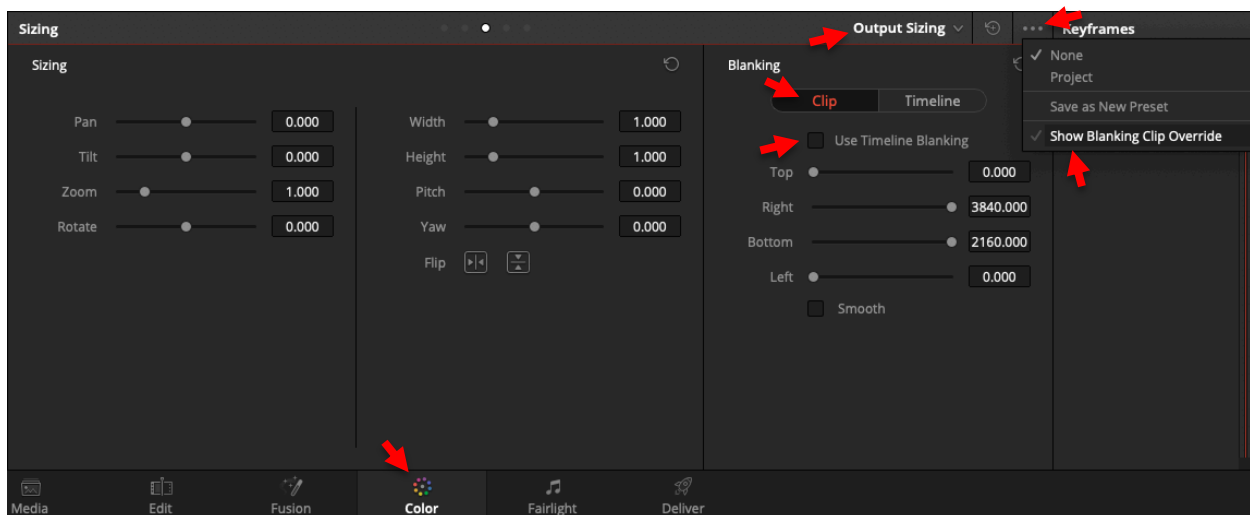 Sizing
Output Sizing
Keyframes
None
Project
Save as New Preset
Show Blanking Clip Override
Sizing
Pan 0.000
Tilt 0.000
Zoom 1.000
Rotate 0.000
Width 1.000
Height 1.000
Pitch 0.000
Yaw 0.000
Flip
Blanking
Clip Timeline
Use Timeline Blanking
Top 0.000
Right 3840.000
Bottom 2160.000
Left 0.000
Smooth
Media Edit Fusion Color Fairlight Deliver